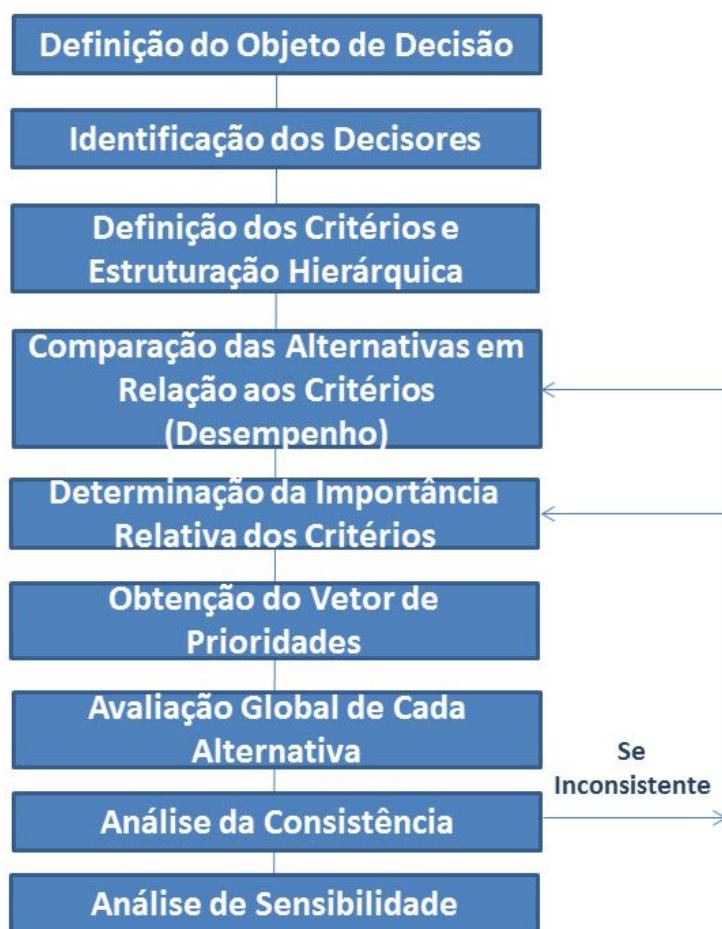 Definição do Objeto de Decisão
Identificação dos Decisores
Definição dos Critérios e
Estruturação Hierárquica
Comparação das Alternativas em
Relação aos Critérios
(Desempenho)
Determinação da Importância
Relativa dos Critérios
Obtenção do Vetor de
Prioridades
Avaliação Global de Cada
Alternativa
Se
Inconsistente
Análise da Consistência
Análise de Sensibilidade